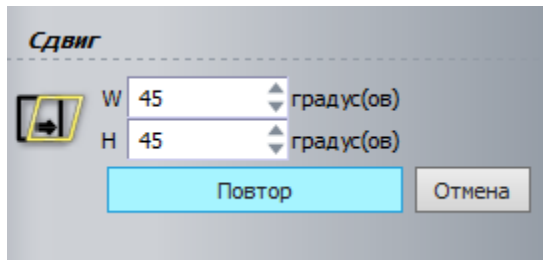 Сдвиг
W 45 градус(ов)
H 45 градус(ов)
Повтор Отмена